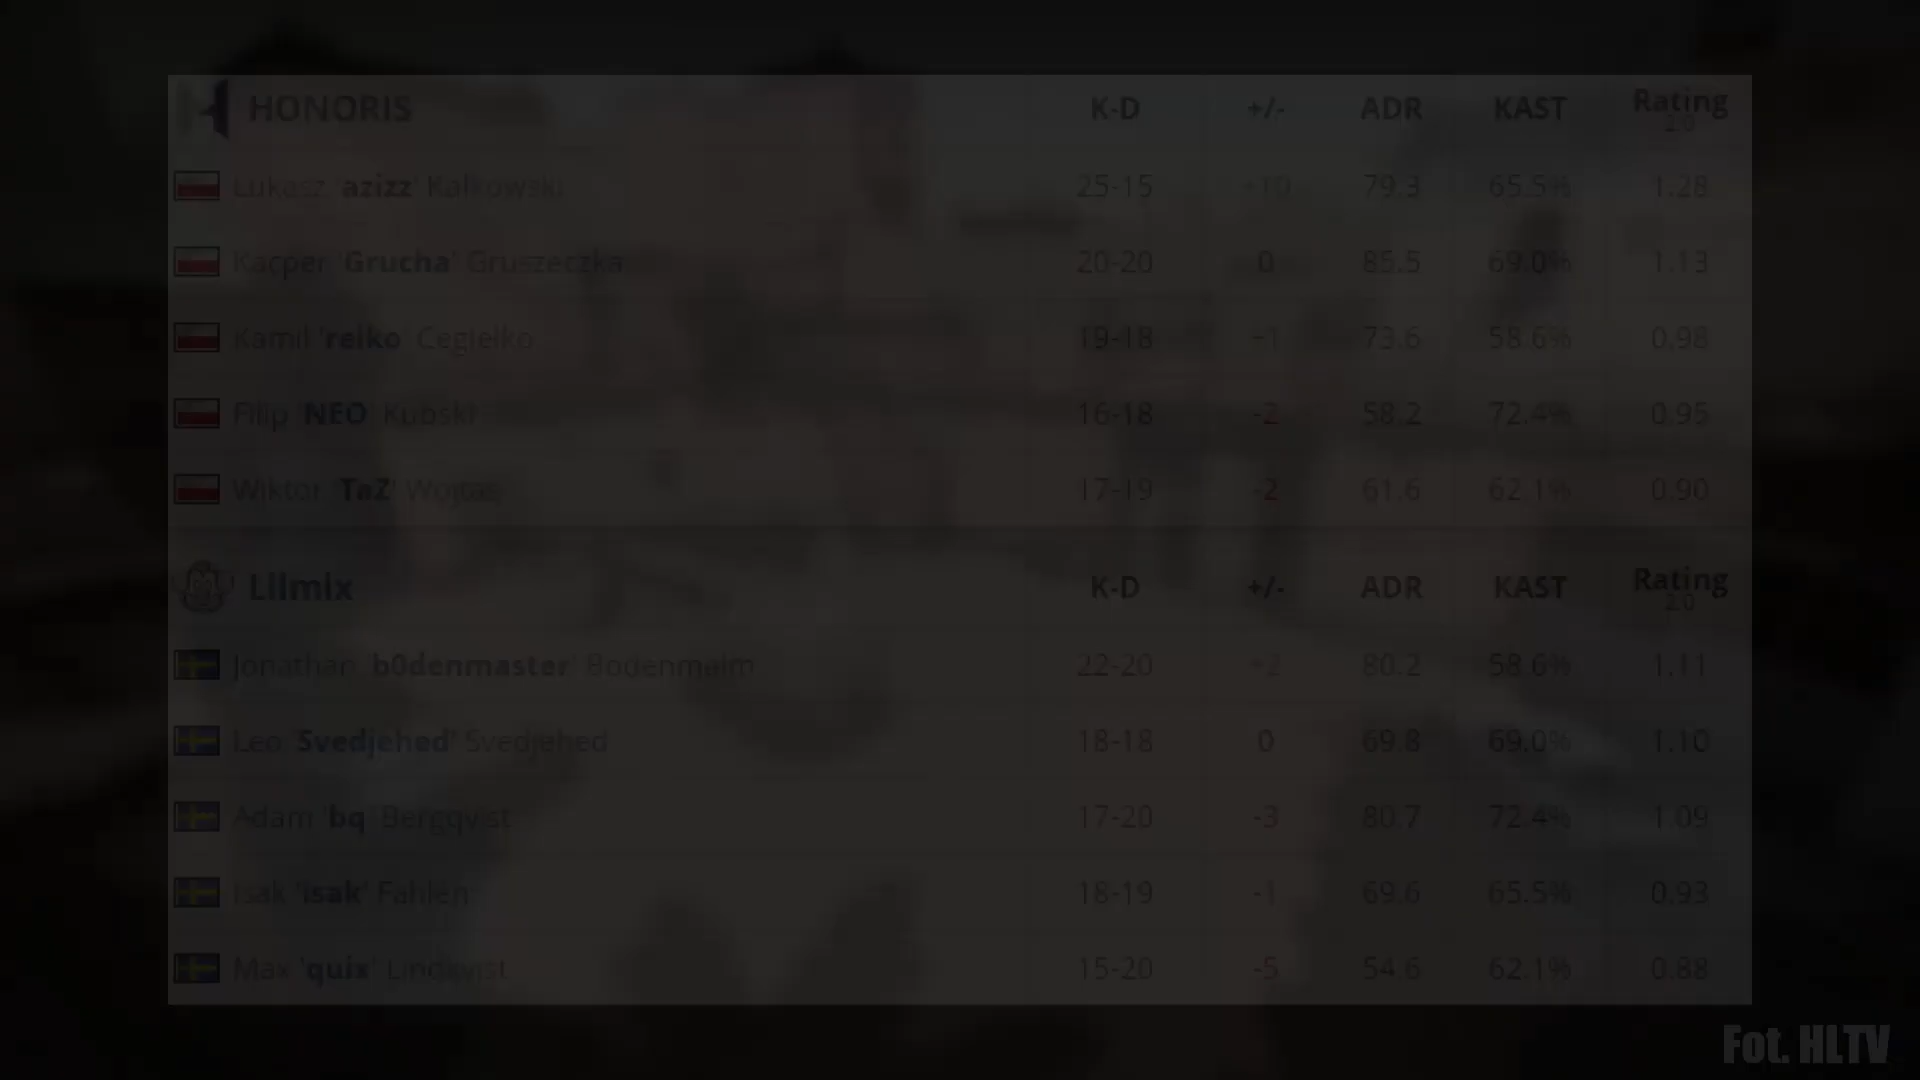 HONORIS K-D +/- ADR KAST Rating 2.0
Łukasz 'azizz' Kałkowski 25-15 +10 79.3 65.5% 1.28
Kacper 'Grucha' Gruszeczka 20-20 0 85.5 69.0% 1.13
Kamil 'reiko' Cegiełko 19-18 +1 73.6 58.6% 0.98
Filip 'NEO' Kubski 16-18 -2 58.2 72.4% 0.95
Wiktor 'TaZ' Wojtas 17-19 -2 61.6 62.1% 0.90
Lilmix K-D +/- ADR KAST Rating 2.0
Jonathan 'b0denmaster' Bodenmalm 22-20 +2 80.2 58.6% 1.11
Leo 'Svedjehed' Svedjehed 18-18 0 69.8 69.0% 1.10
Adam 'bq' Bergqvist 17-20 -3 80.7 72.4% 1.09
Isak 'isak' Fahlén 18-19 -1 69.6 65.5% 0.93
Max 'quix' Lindkvist 15-20 -5 54.6 62.1% 0.88
Fot. HLTV